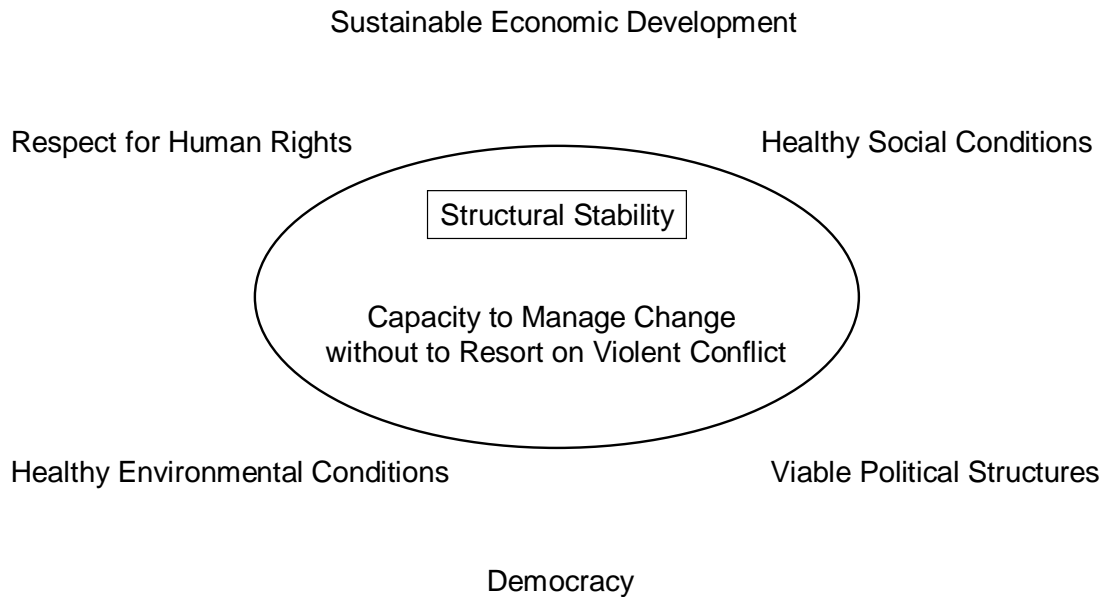 Sustainable Economic Development
Respect for Human Rights
Healthy Social Conditions
Structural Stability
Capacity to Manage Change
without to Resort on Violent Conflict
Healthy Environmental Conditions
Viable Political Structures
Democracy